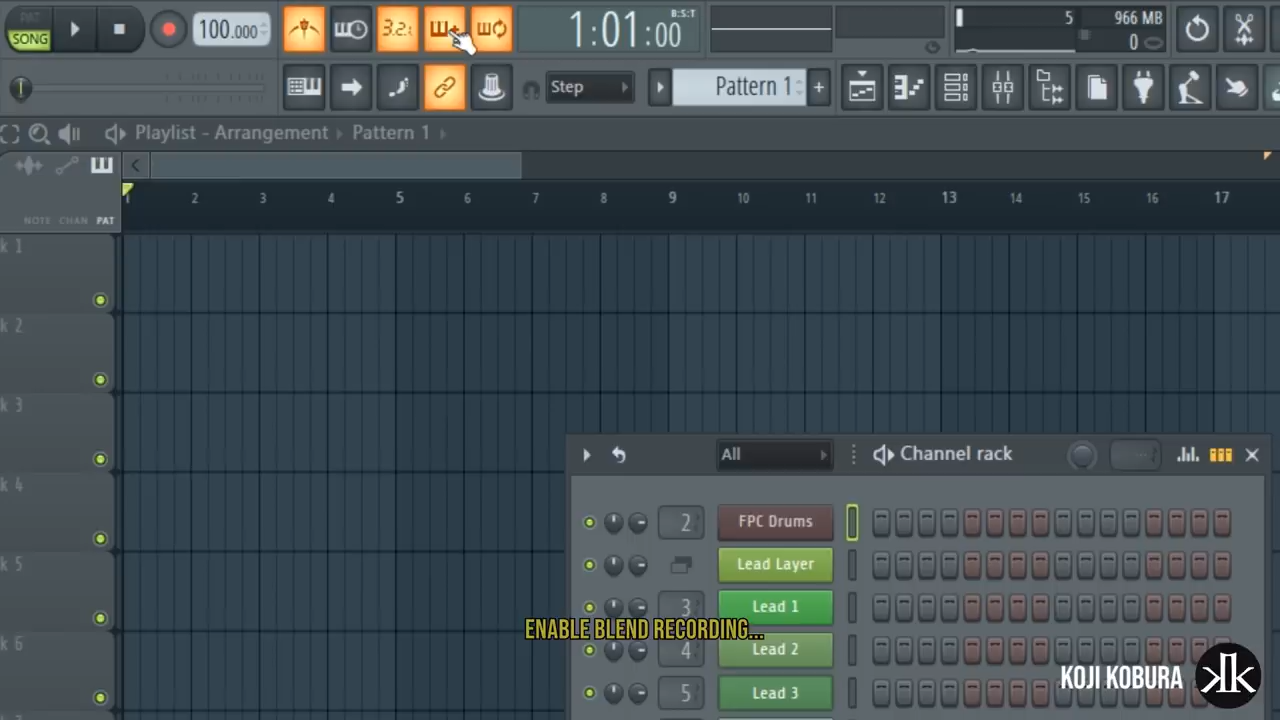 PAT
SONG
100.000
3.2.
1:01:00
B:S:T
5
966 MB
0
Step
Pattern 1
+
Playlist - Arrangement › Pattern 1 ›
1 2 3 4 5 6 7 8 9 10 11 12 13 14 15 16 17
NOTE CHAN PAT
k 1
k 2
k 3
k 4
k 5
k 6
All
Channel rack
2 FPC Drums
Lead Layer
3 Lead 1
ENABLE BLEND RECORDING...
4 Lead 2
5 Lead 3
KOJI KOBURA